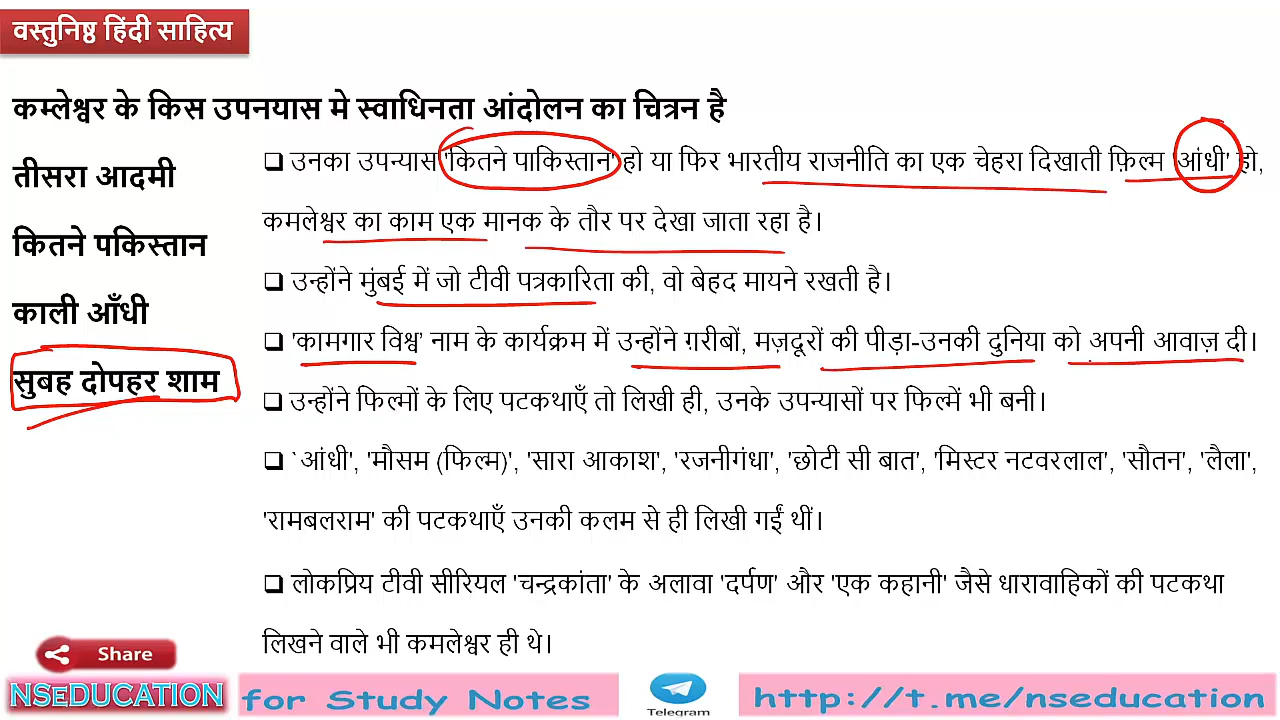 वस्तुनिष्ठ हिंदी साहित्य
कम्लेश्वर के किस उपनयास मे स्वाधिनता आंदोलन का चित्रन है
तीसरा आदमी
कितने पकिस्तान
काली आँधी
सुबह दोपहर शाम
❑ उनका उपन्यास 'कितने पाकिस्तान' हो या फिर भारतीय राजनीति का एक चेहरा दिखाती फ़िल्म 'आंधी' हो,
कमलेश्वर का काम एक मानक के तौर पर देखा जाता रहा है।
❑ उन्होंने मुंबई में जो टीवी पत्रकारिता की, वो बेहद मायने रखती है।
❑ 'कामगार विश्व’ नाम के कार्यक्रम में उन्होंने ग़रीबों, मज़दूरों की पीड़ा-उनकी दुनिया को अपनी आवाज़ दी।
❑ उन्होंने फिल्मों के लिए पटकथाएँ तो लिखी ही, उनके उपन्यासों पर फिल्में भी बनी।
❑ `आंधी', 'मौसम (फिल्म)', 'सारा आकाश', 'रजनीगंधा', 'छोटी सी बात', 'मिस्टर नटवरलाल', 'सौतन', 'लैला',
'रामबलराम' की पटकथाएँ उनकी कलम से ही लिखी गईं थीं।
❑ लोकप्रिय टीवी सीरियल 'चन्द्रकांता' के अलावा 'दर्पण' और 'एक कहानी' जैसे धारावाहिकों की पटकथा
लिखने वाले भी कमलेश्वर ही थे।
Share
NSEDUCATION
for Study Notes
Telegram
http://t.me/nseducation